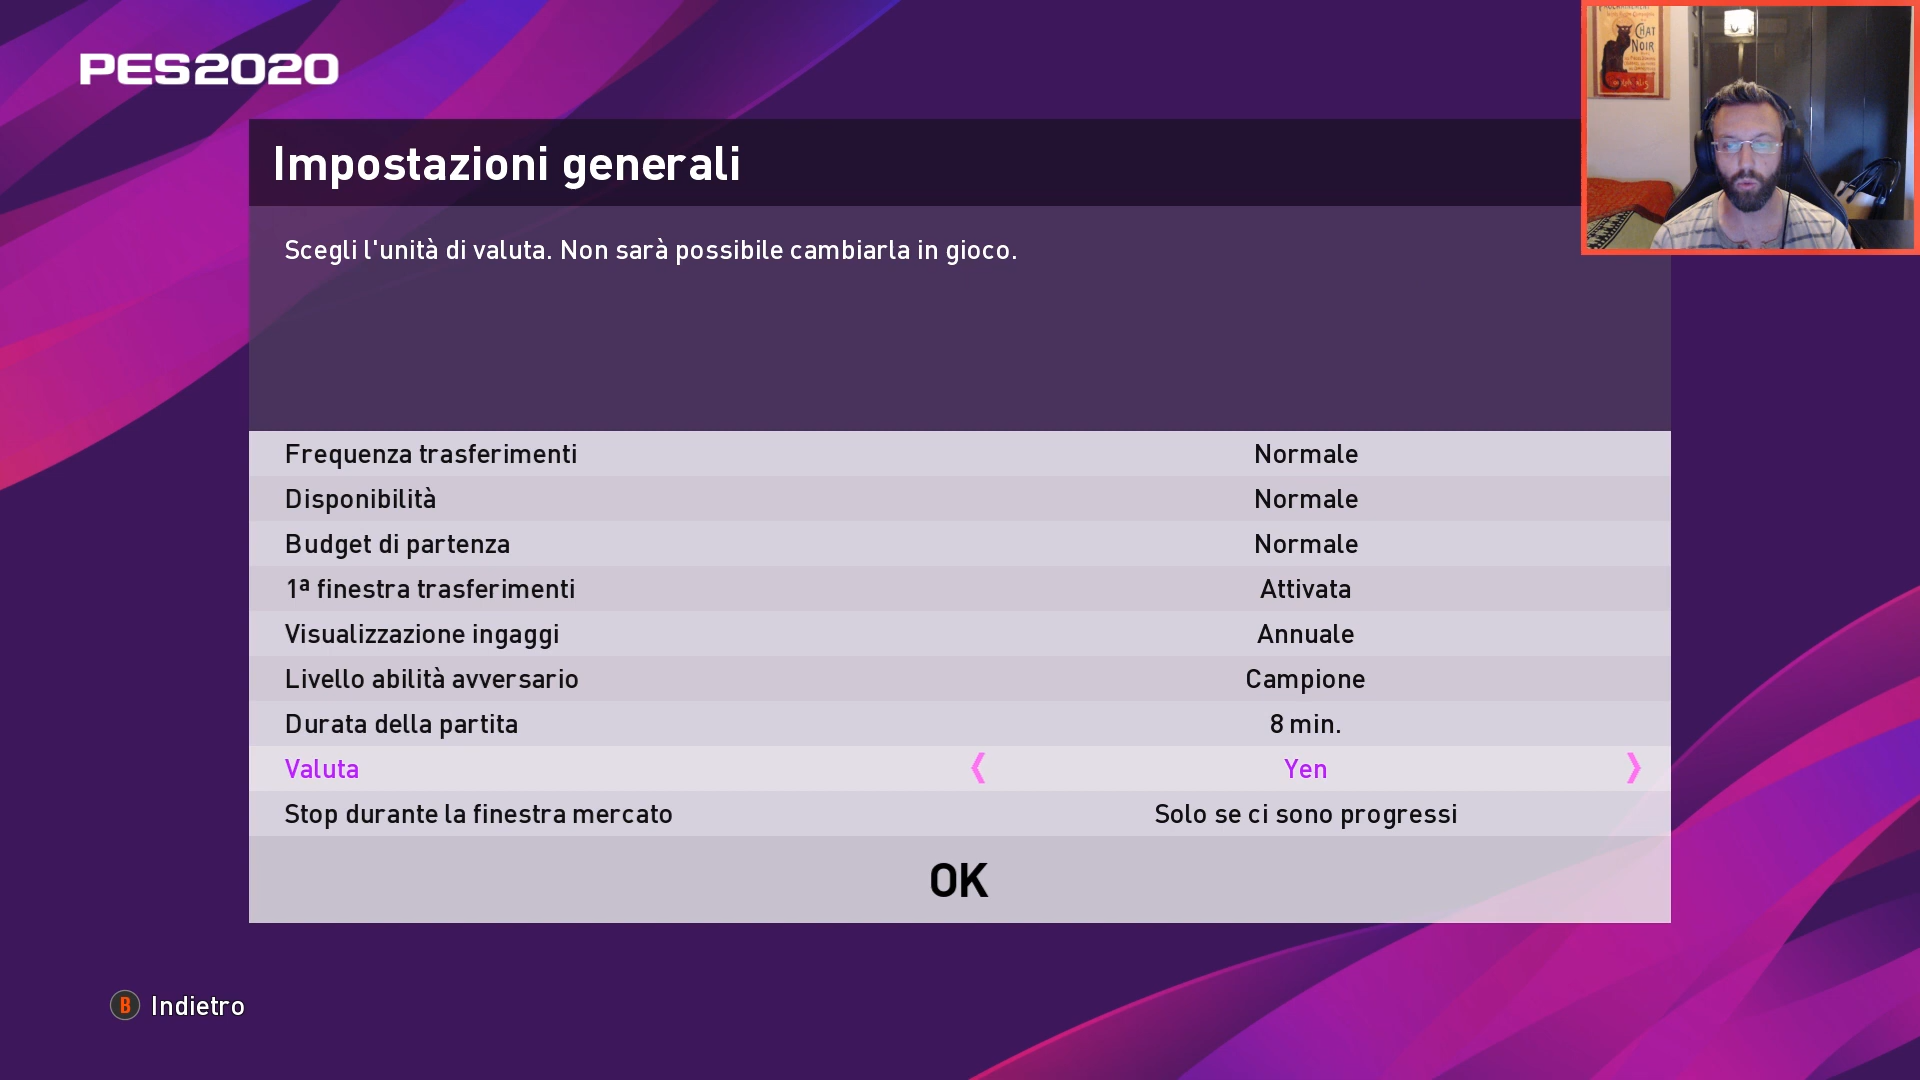 PES2020
Impostazioni generali
Scegli l'unità di valuta. Non sarà possibile cambiarla in gioco.
Frequenza trasferimenti Normale
Disponibilità Normale
Budget di partenza Normale
1ª finestra trasferimenti Attivata
Visualizzazione ingaggi Annuale
Livello abilità avversario Campione
Durata della partita 8 min.
Valuta Yen
Stop durante la finestra mercato Solo se ci sono progressi
OK
B Indietro
CHAT
NOIR